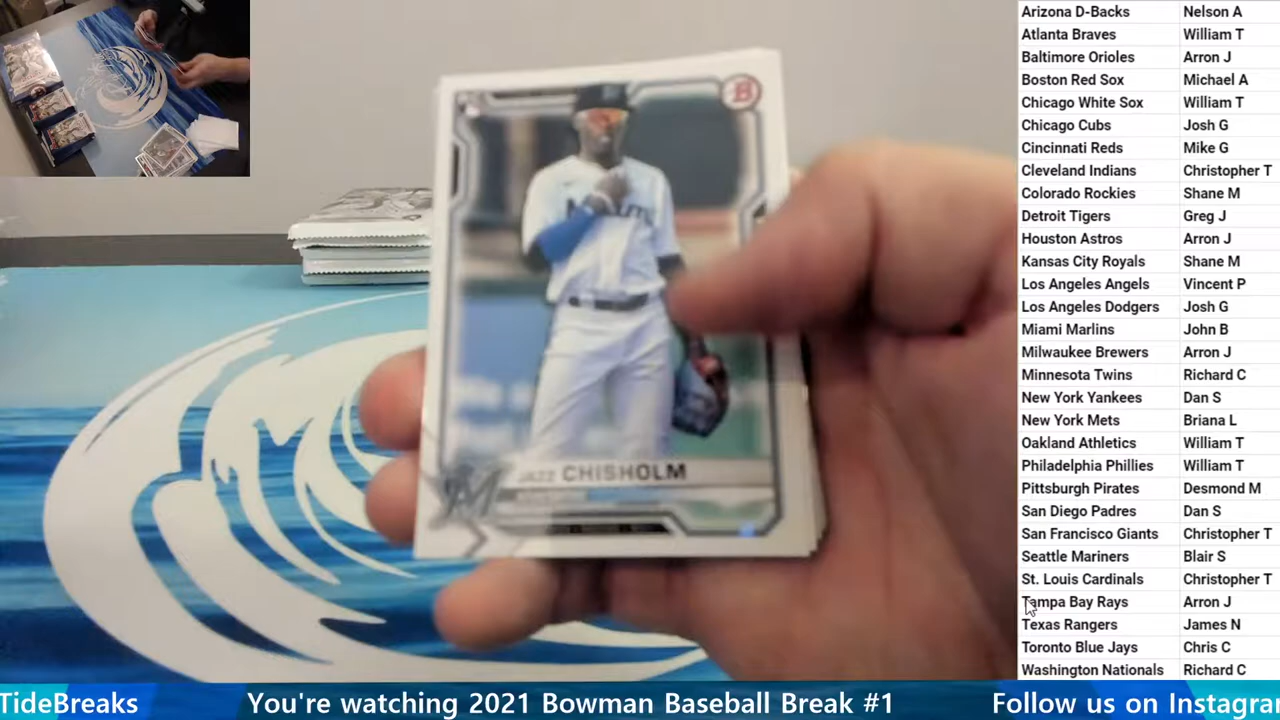 Arizona D-Backs Nelson A
Atlanta Braves William T
Baltimore Orioles Arron J
Boston Red Sox Michael A
Chicago White Sox William T
Chicago Cubs Josh G
Cincinnati Reds Mike G
Cleveland Indians Christopher T
Colorado Rockies Shane M
Detroit Tigers Greg J
Houston Astros Arron J
Kansas City Royals Shane M
Los Angeles Angels Vincent P
Los Angeles Dodgers Josh G
Miami Marlins John B
Milwaukee Brewers Arron J
Minnesota Twins Richard C
New York Yankees Dan S
New York Mets Briana L
Oakland Athletics William T
Philadelphia Phillies William T
Pittsburgh Pirates Desmond M
San Diego Padres Dan S
San Francisco Giants Christopher T
Seattle Mariners Blair S
St. Louis Cardinals Christopher T
Tampa Bay Rays Arron J
Texas Rangers James N
Toronto Blue Jays Chris C
Washington Nationals Richard C
B
JAZZ CHISHOLM
M
TideBreaks You're watching 2021 Bowman Baseball Break #1 Follow us on Instagra